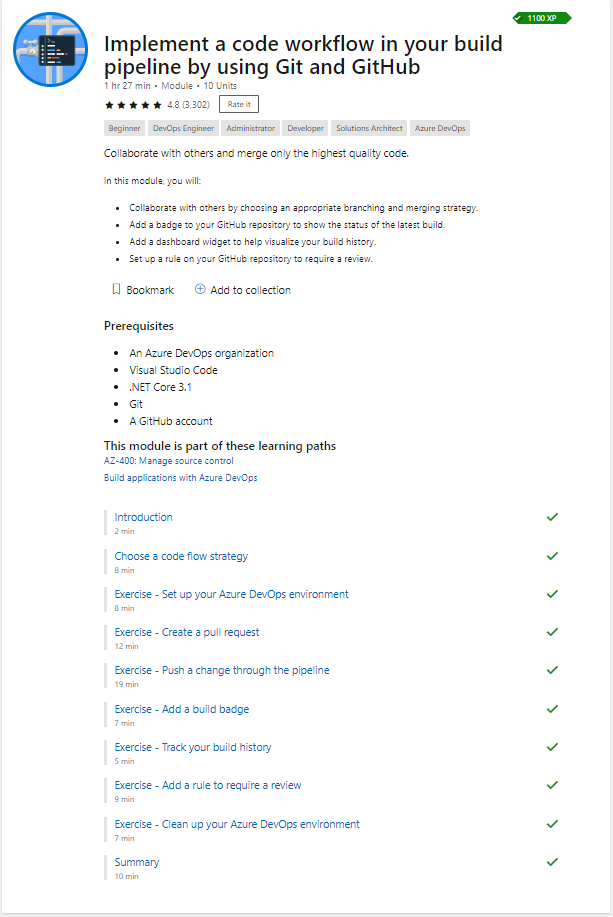 1100 XP
Implement a code workflow in your build
pipeline by using Git and GitHub
1 hr 27 min • Module • 10 Units
4.8 (3,302) Rate it
Beginner DevOps Engineer Administrator Developer Solutions Architect Azure DevOps
Collaborate with others and merge only the highest quality code.
In this module, you will:
• Collaborate with others by choosing an appropriate branching and merging strategy.
• Add a badge to your GitHub repository to show the status of the latest build.
• Add a dashboard widget to help visualize your build history.
• Set up a rule on your GitHub repository to require a review.
Bookmark Add to collection
Prerequisites
• An Azure DevOps organization
• Visual Studio Code
• .NET Core 3.1
• Git
• A GitHub account
This module is part of these learning paths
AZ-400: Manage source control
Build applications with Azure DevOps
Introduction
2 min
Choose a code flow strategy
8 min
Exercise - Set up your Azure DevOps environment
8 min
Exercise - Create a pull request
12 min
Exercise - Push a change through the pipeline
19 min
Exercise - Add a build badge
7 min
Exercise - Track your build history
5 min
Exercise - Add a rule to require a review
9 min
Exercise - Clean up your Azure DevOps environment
7 min
Summary
10 min